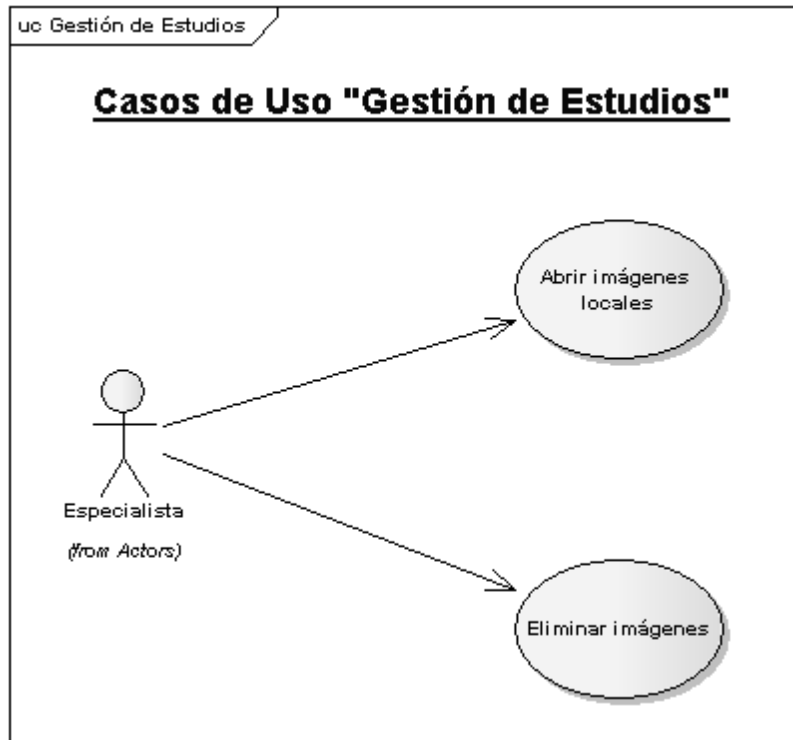 uc Gestión de Estudios
Casos de Uso "Gestión de Estudios"
Abrir imágenes
locales
Especialista
(from Actors)
Eliminar imágenes